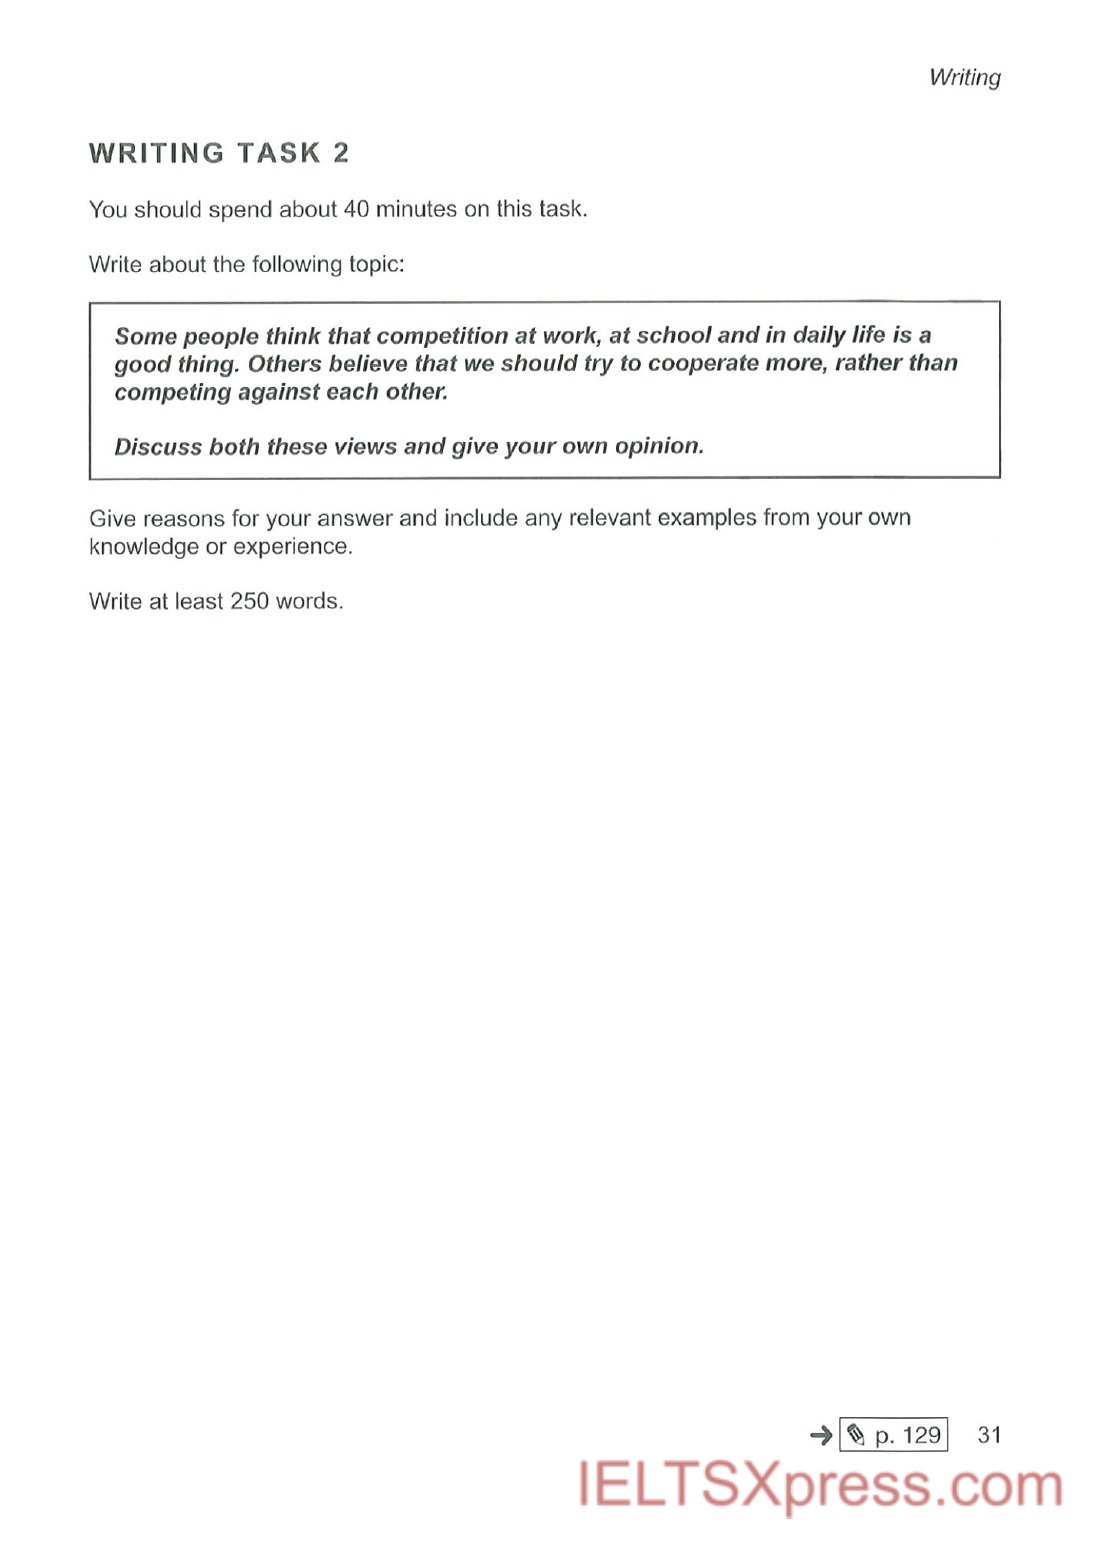 Writing
WRITING TASK 2
You should spend about 40 minutes on this task.
Write about the following topic:
Some people think that competition at work, at school and in daily life is a
good thing. Others believe that we should try to cooperate more, rather than
competing against each other.
Discuss both these views and give your own opinion.
Give reasons for your answer and include any relevant examples from your own
knowledge or experience.
Write at least 250 words.
→ ✎ p. 129 31
IELTSXpress.com